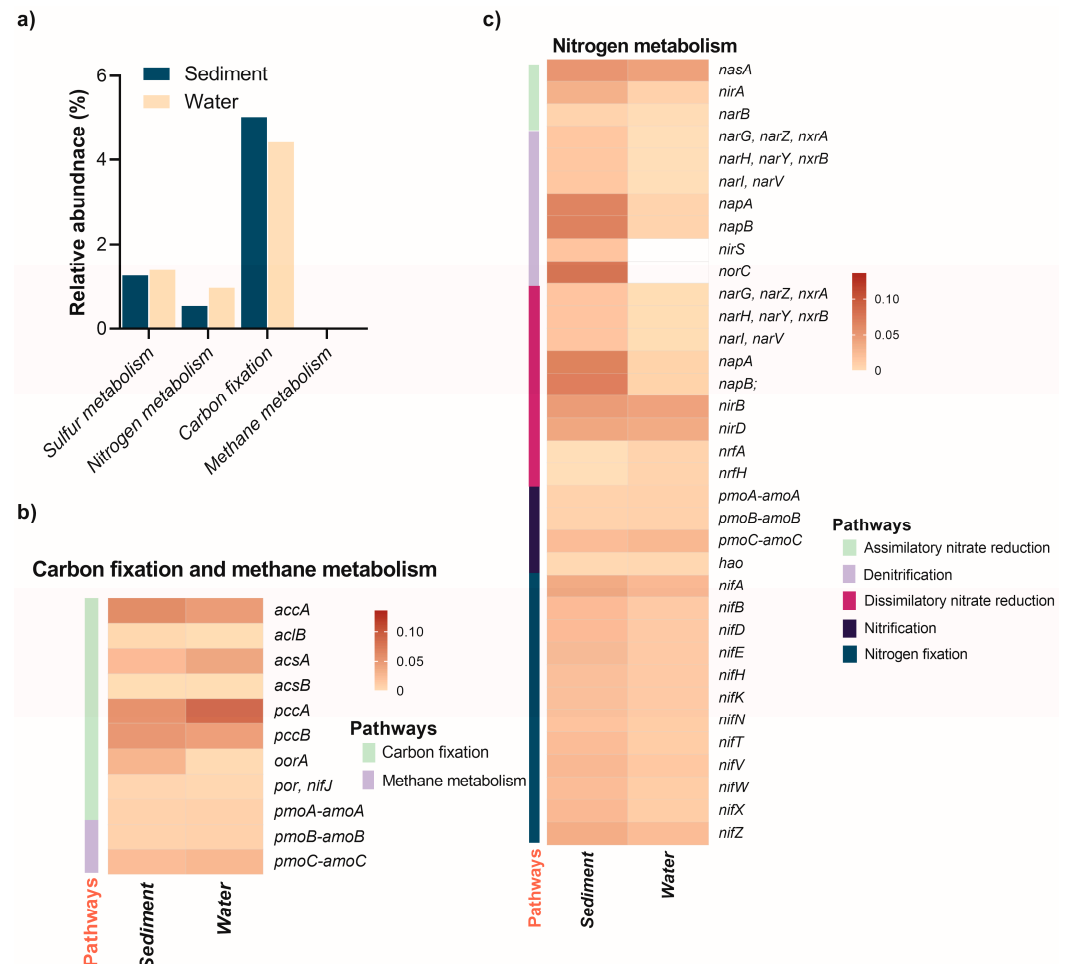 a)
Relative abundnace (%)
6
4
2
0
Sediment
Water
Sulfur metabolism
Nitrogen metabolism
Carbon fixation
Methane metabolism
b)
Carbon fixation and methane metabolism
accA
aclB
acsA
acsB
pccA
pccB
oorA
por, nifJ
pmoA-amoA
pmoB-amoB
pmoC-amoC
0.10
0.05
0
Pathways
Carbon fixation
Methane metabolism
Pathways
Sediment
Water
c)
Nitrogen metabolism
nasA
nirA
narB
narG, narZ, nxrA
narH, narY, nxrB
narI, narV
napA
napB
nirS
norC
narG, narZ, nxrA
narH, narY, nxrB
narI, narV
napA
napB;
nirB
nirD
nrfA
nrfH
pmoA-amoA
pmoB-amoB
pmoC-amoC
hao
nifA
nifB
nifD
nifE
nifH
nifK
nifN
nifT
nifV
nifW
nifX
nifZ
0.10
0.05
0
Pathways
Assimilatory nitrate reduction
Denitrification
Dissimilatory nitrate reduction
Nitrification
Nitrogen fixation
Pathways
Sediment
Water